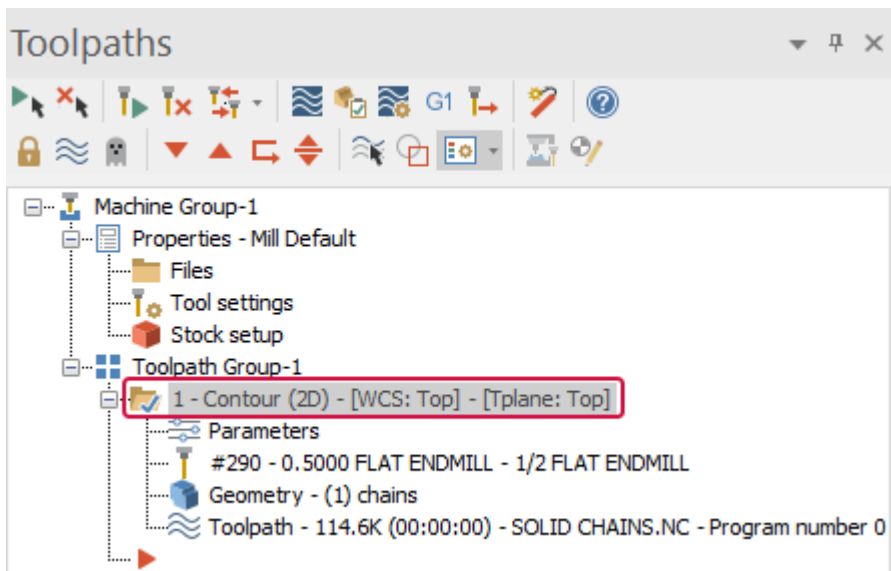 Toolpaths
G1
Machine Group-1
Properties - Mill Default
Files
Tool settings
Stock setup
Toolpath Group-1
1 - Contour (2D) - [WCS: Top] - [Tplane: Top]
Parameters
#290 - 0.5000 FLAT ENDMILL - 1/2 FLAT ENDMILL
Geometry - (1) chains
Toolpath - 114.6K (00:00:00) - SOLID CHAINS.NC - Program number 0